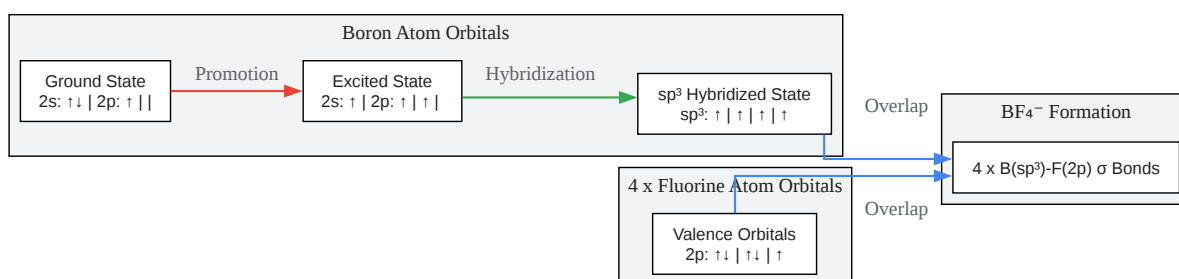 Boron Atom Orbitals
Ground State
2s: ↑↓ | 2p: ↑ | |
Promotion
Excited State
2s: ↑ | 2p: ↑ | ↑ |
Hybridization
sp³ Hybridized State
sp³: ↑ | ↑ | ↑ | ↑
Overlap
BF₄⁻ Formation
4 x B(sp³)-F(2p) σ Bonds
4 x Fluorine Atom Orbitals
Overlap
Valence Orbitals
2p: ↑↓ | ↑↓ | ↑